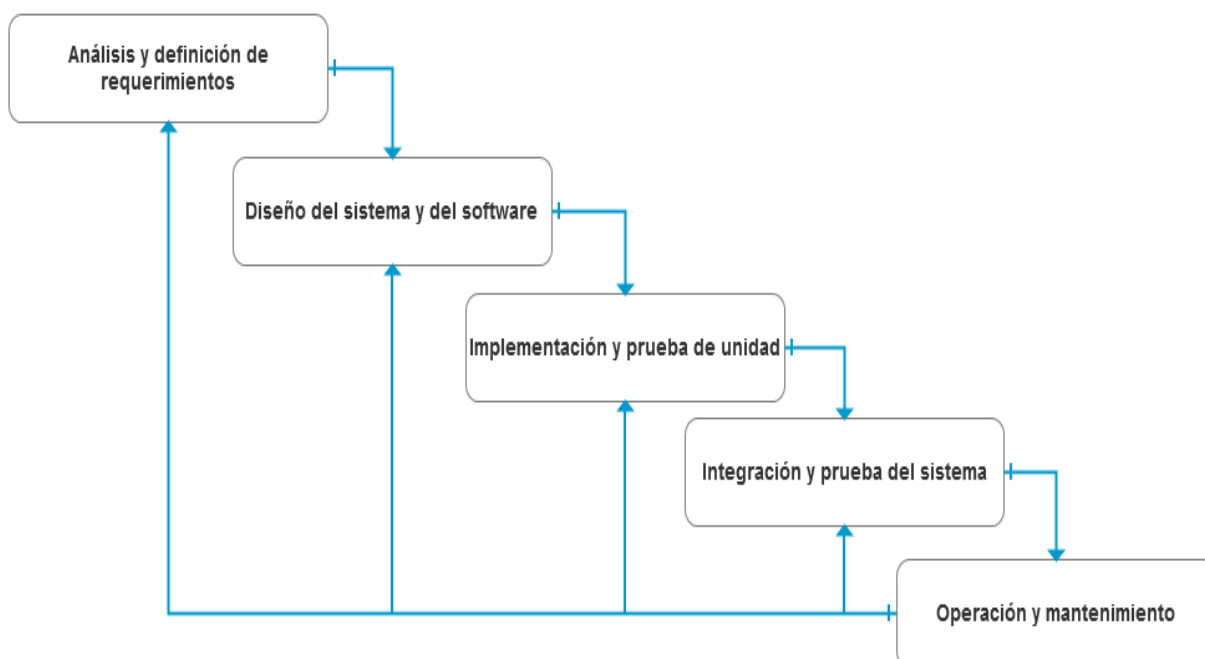 Análisis y definición de
requerimientos
Diseño del sistema y del software
Implementación y prueba de unidad
Integración y prueba del sistema
Operación y mantenimiento